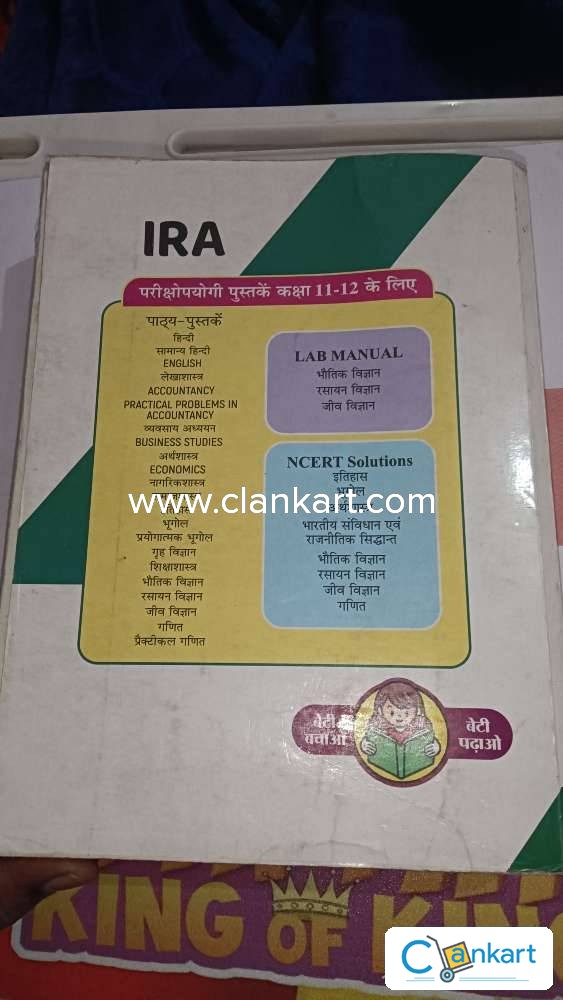 IRA
परीक्षोपयोगी पुस्तकें कक्षा 11-12 के लिए
पाठ्य-पुस्तकें
हिन्दी
सामान्य हिन्दी
ENGLISH
लेखाशास्त्र
ACCOUNTANCY
PRACTICAL PROBLEMS IN
ACCOUNTANCY
व्यवसाय अध्ययन
BUSINESS STUDIES
अर्थशास्त्र
ECONOMICS
नागरिकशास्त्र
भूगोल
प्रयोगात्मक भूगोल
गृह विज्ञान
शिक्षाशास्त्र
भौतिक विज्ञान
रसायन विज्ञान
जीव विज्ञान
गणित
प्रैक्टीकल गणित
LAB MANUAL
भौतिक विज्ञान
रसायन विज्ञान
जीव विज्ञान
NCERT Solutions
इतिहास
भूगोल
भारतीय संविधान एवं
राजनीतिक सिद्धान्त
भौतिक विज्ञान
रसायन विज्ञान
जीव विज्ञान
गणित
www.clankart.com
बेटी
बचाओ
बेटी
पढ़ाओ
KING OF
Clankart
.com